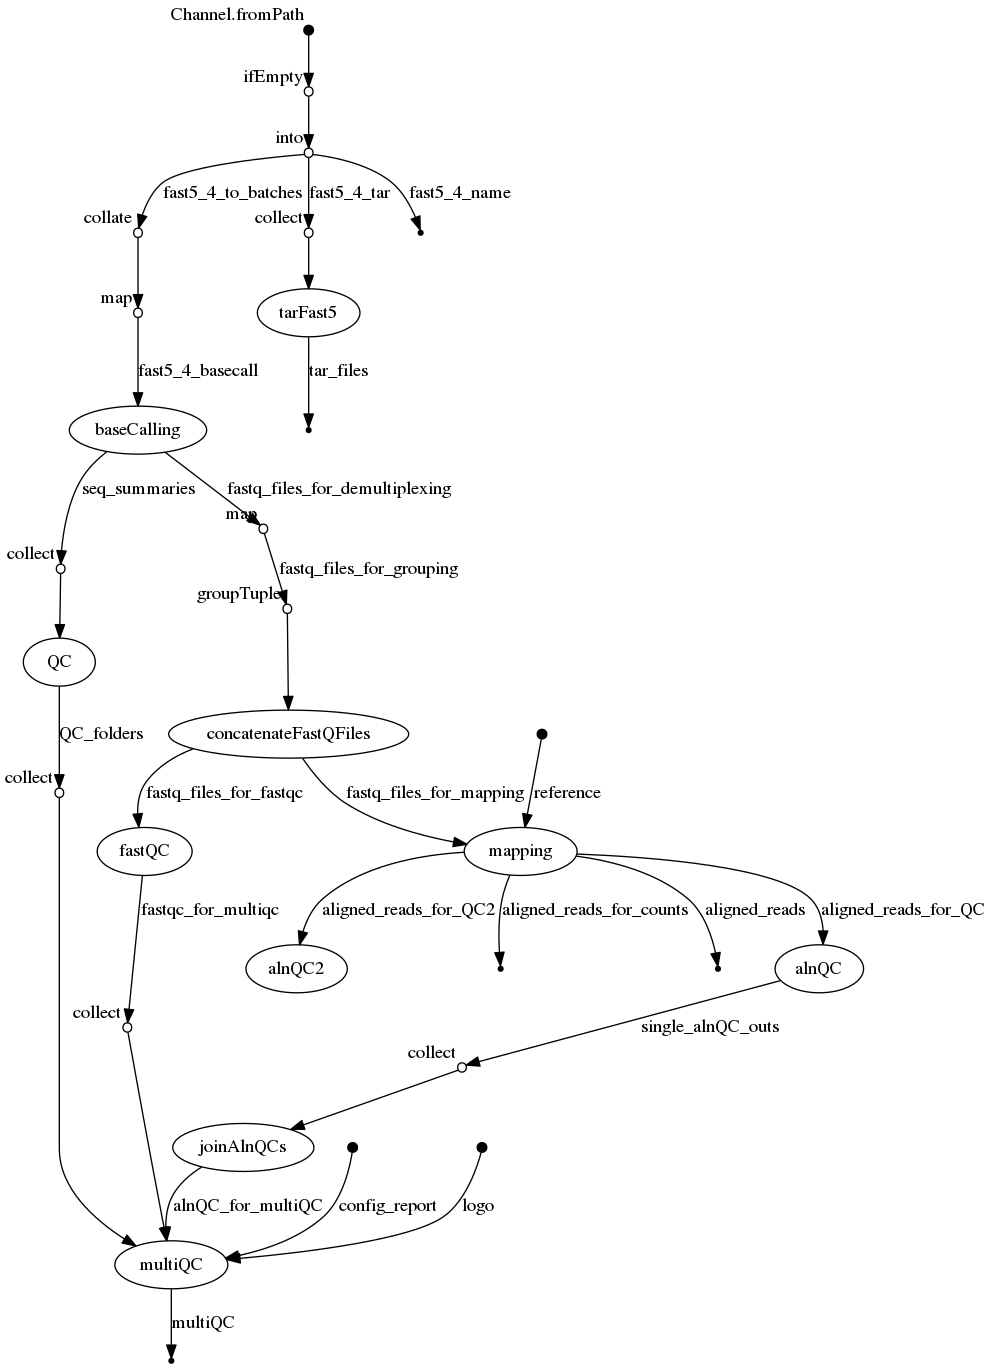 Channel.fromPath
ifEmpty
into
fast5_4_to_batches
fast5_4_tar
fast5_4_name
collate
collect
map
tarFast5
fast5_4_basecall
tar_files
baseCalling
seq_summaries
fastq_files_for_demultiplexing
map
collect
fastq_files_for_grouping
groupTuple
QC
QC_folders
concatenateFastQFiles
collect
fastq_files_for_fastqc
fastq_files_for_mapping
reference
fastQC
mapping
fastqc_for_multiqc
aligned_reads_for_QC2
aligned_reads_for_counts
aligned_reads
aligned_reads_for_QC
alnQC2
alnQC
collect
single_alnQC_outs
collect
joinAlnQCs
alnQC_for_multiQC
config_report
logo
multiQC
multiQC